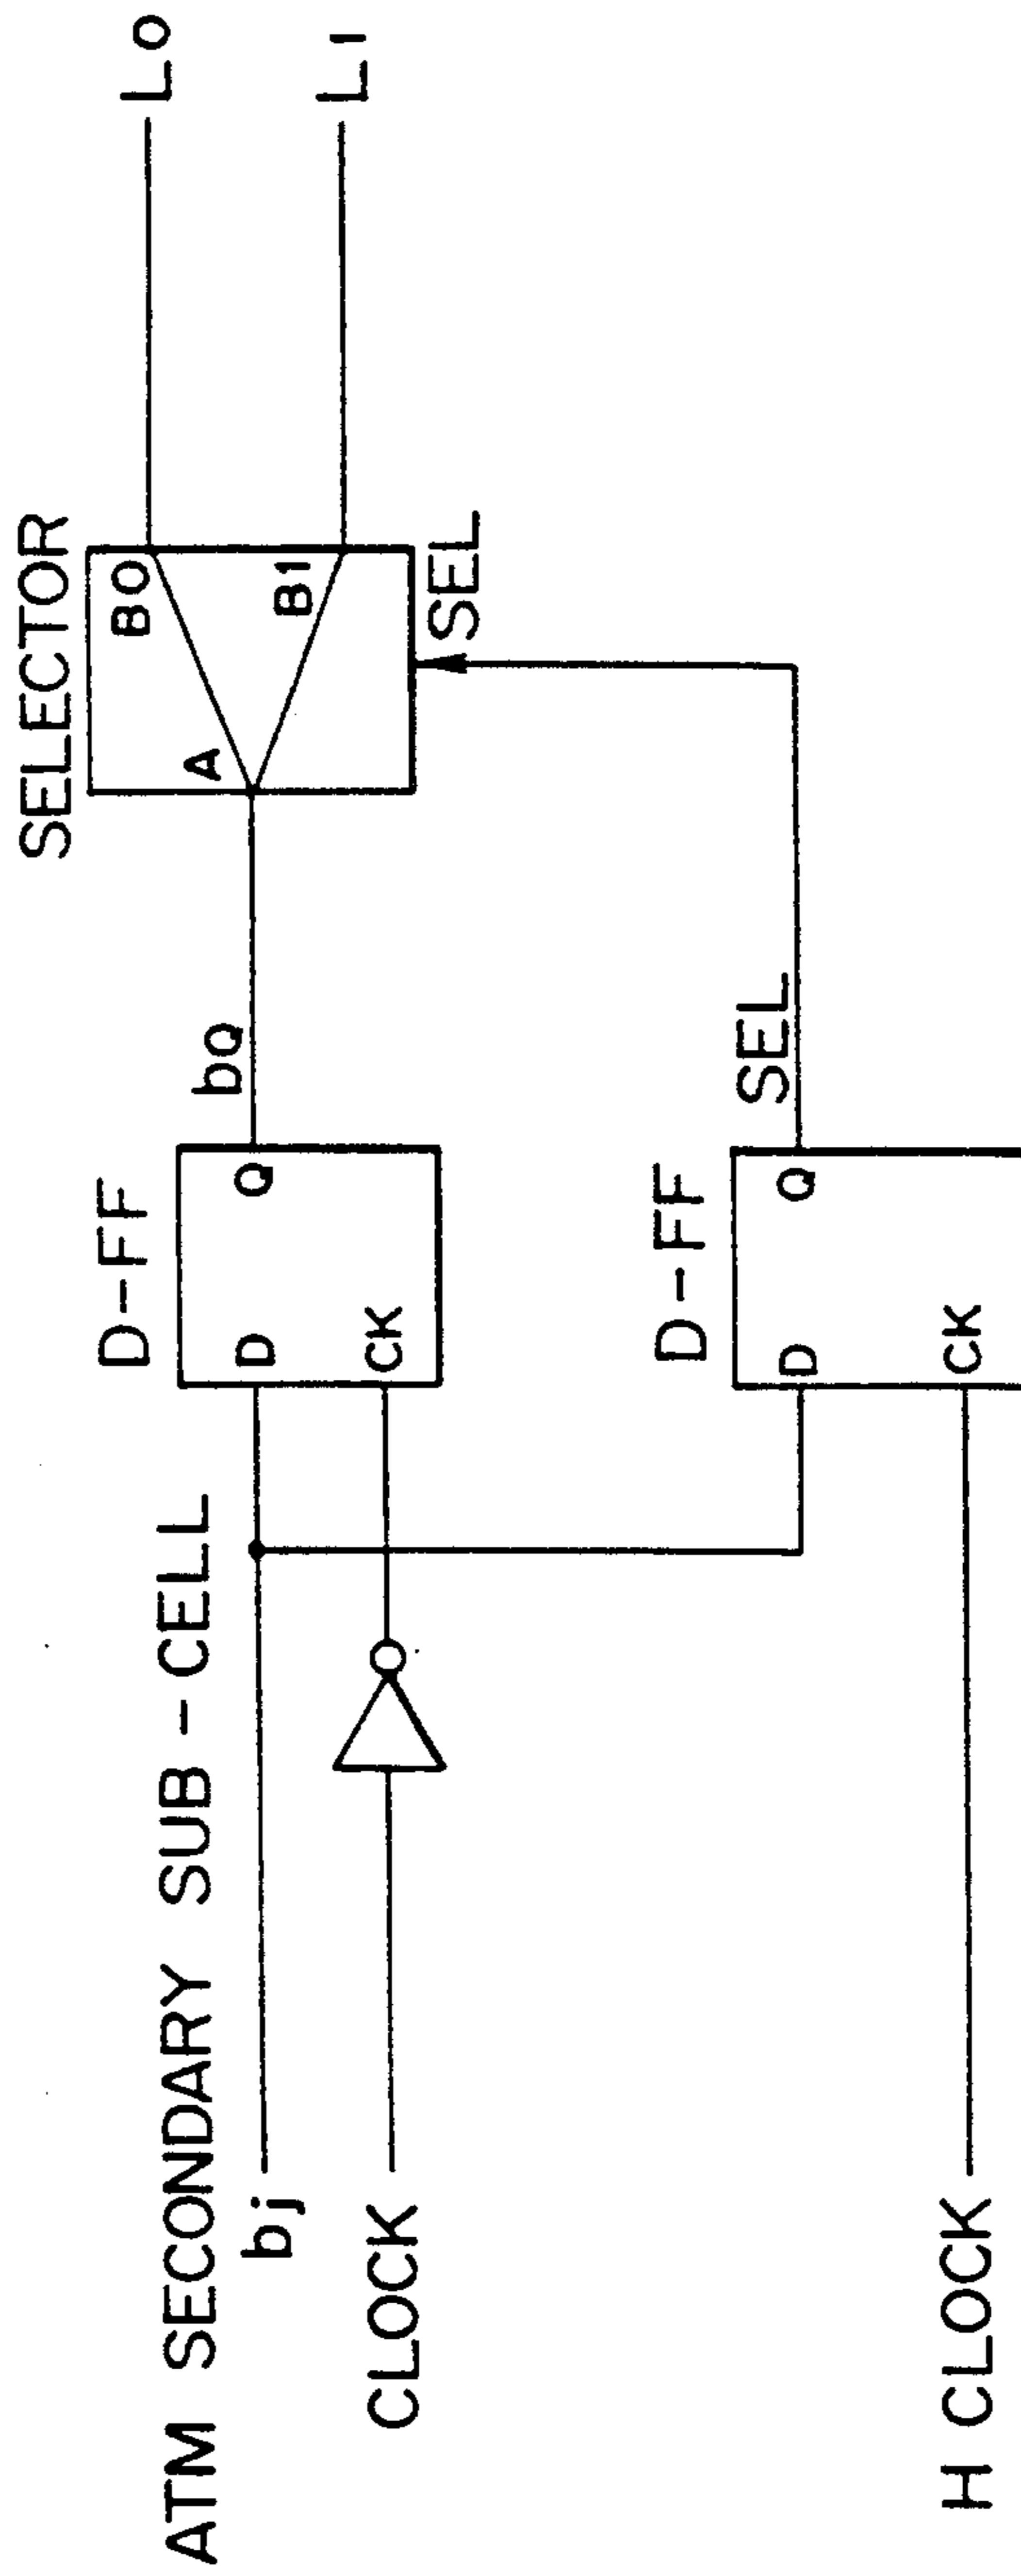 SELECTOR
A
B0
B1
L0
L1
SEL
D-FF
D
Q
CK
bQ
ATM SECONDARY SUB-CELL
bj
CLOCK
D-FF
D
Q
CK
SEL
H CLOCK